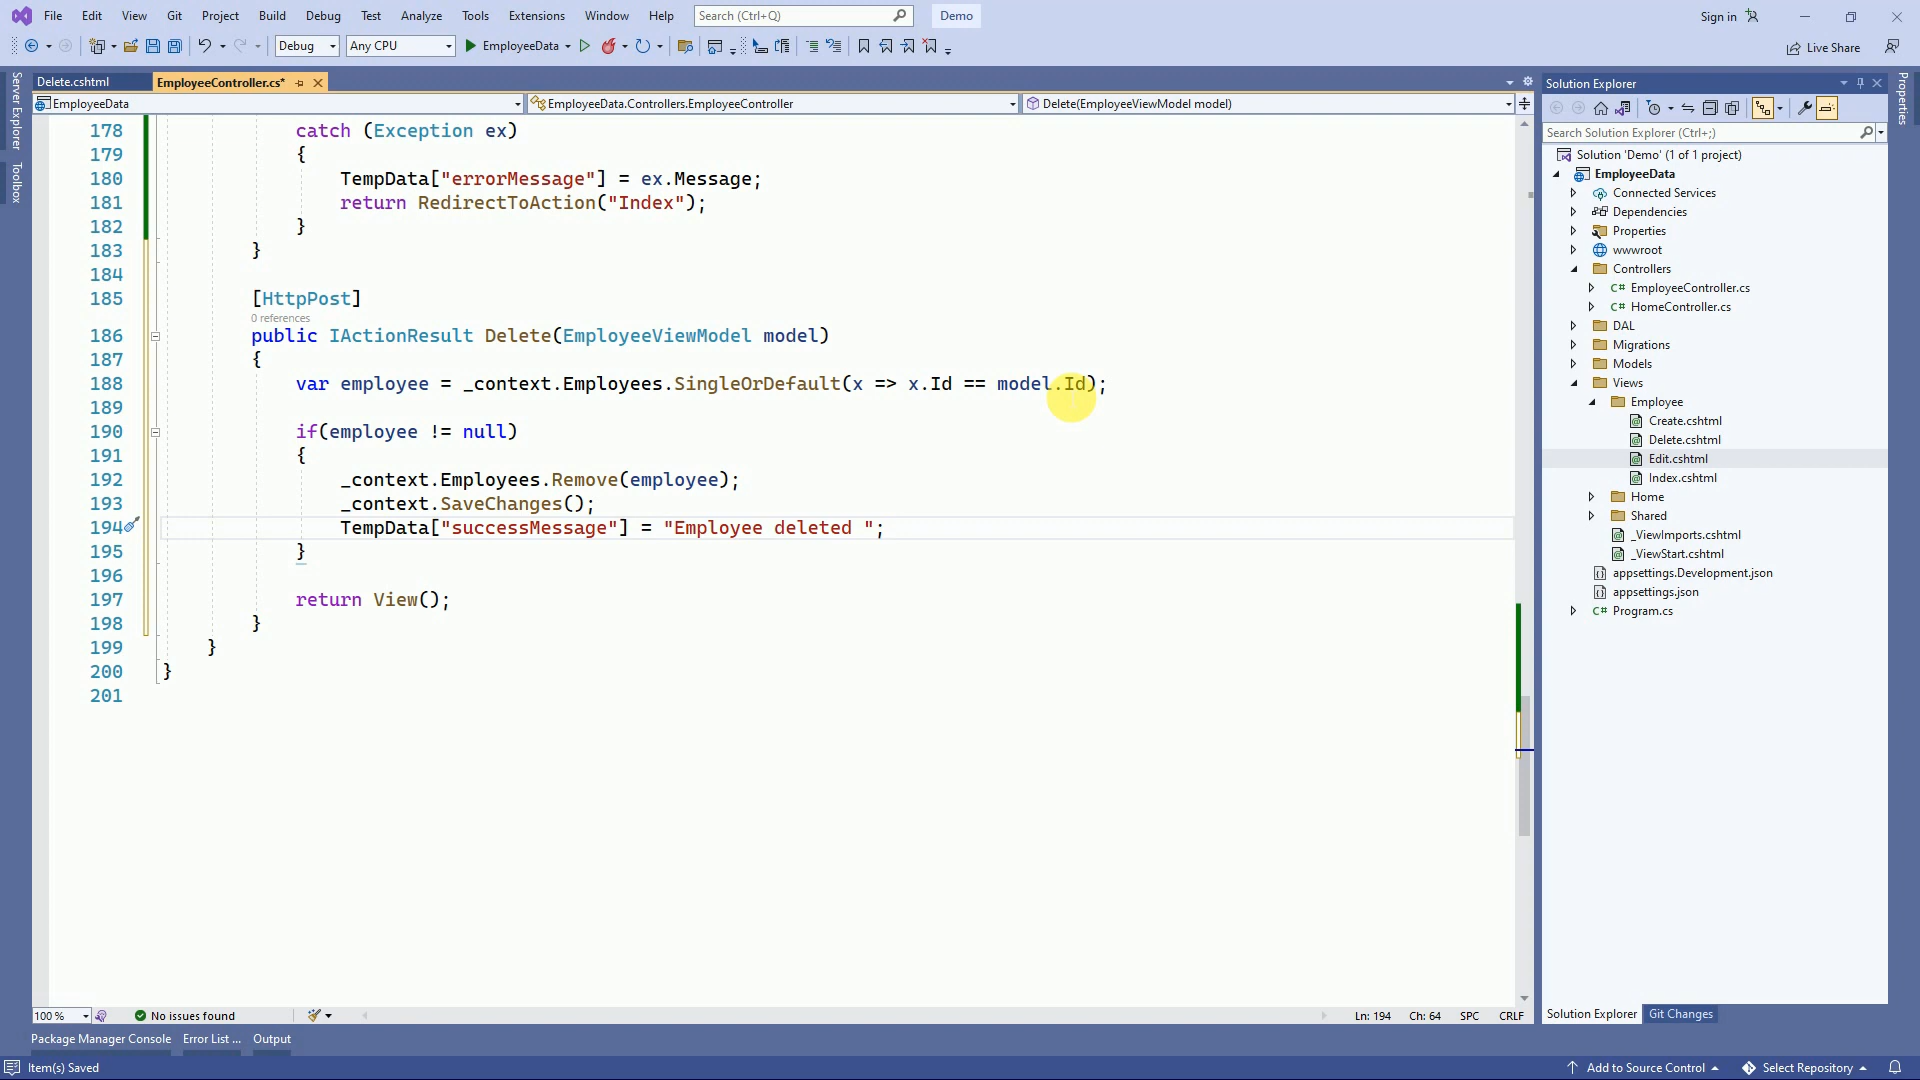 File Edit View Git Project Build Debug Test Analyze Tools Extensions Window Help Search (Ctrl+Q) Demo Sign in
Debug Any CPU EmployeeData Live Share
Server Explorer
Toolbox
Delete.cshtml EmployeeController.cs*
EmployeeData EmployeeData.Controllers.EmployeeController Delete(EmployeeViewModel model)
178 catch (Exception ex)
179 {
180 TempData["errorMessage"] = ex.Message;
181 return RedirectToAction("Index");
182 }
183 }
184
185 [HttpPost]
0 references
186 public IActionResult Delete(EmployeeViewModel model)
187 {
188 var employee = _context.Employees.SingleOrDefault(x => x.Id == model.Id);
189
190 if(employee != null)
191 {
192 _context.Employees.Remove(employee);
193 _context.SaveChanges();
194 TempData["successMessage"] = "Employee deleted ";
195 }
196
197 return View();
198 }
199 }
200 }
201
100 % No issues found Ln: 194 Ch: 64 SPC CRLF
Package Manager Console Error List ... Output
Item(s) Saved Add to Source Control Select Repository
Solution Explorer
Search Solution Explorer (Ctrl+;)
Solution 'Demo' (1 of 1 project)
EmployeeData
Connected Services
Dependencies
Properties
wwwroot
Controllers
C# EmployeeController.cs
C# HomeController.cs
DAL
Migrations
Models
Views
Employee
Create.cshtml
Delete.cshtml
Edit.cshtml
Index.cshtml
Home
Shared
_ViewImports.cshtml
_ViewStart.cshtml
appsettings.Development.json
appsettings.json
C# Program.cs
Solution Explorer Git Changes
Properties